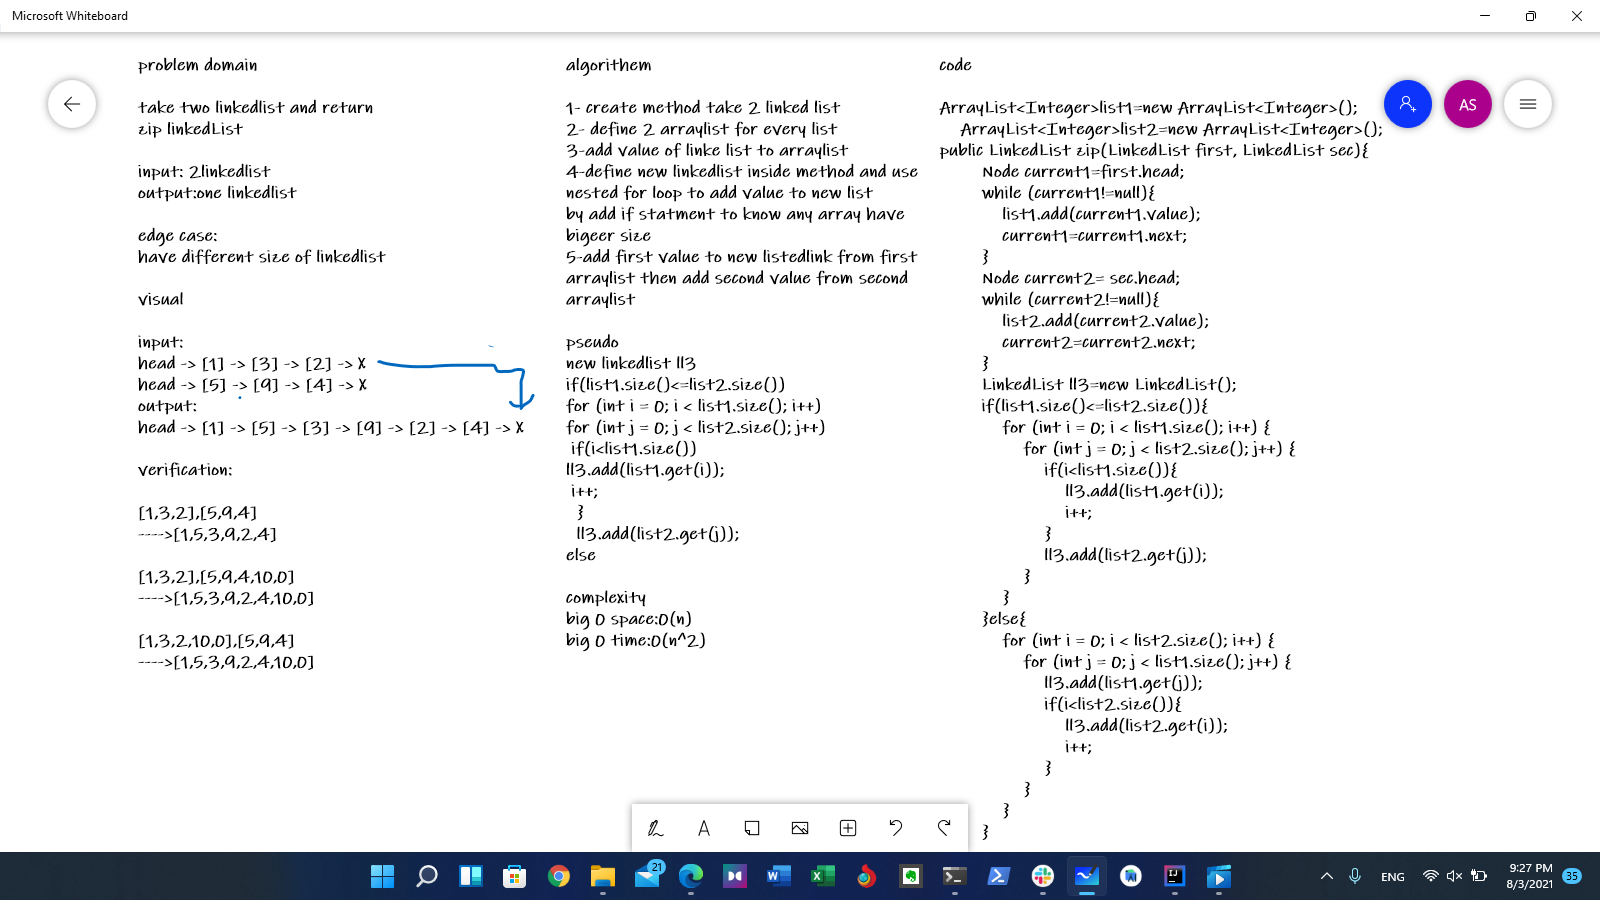 Microsoft Whiteboard
problem domain
take two linkedlist and return
zip linkedList
input: 2linkedlist
output:one linkedlist
edge case:
have different size of linkedlist
visual
input:
head -> [1] -> [3] -> [2] -> X
head -> [5] -> [9] -> [4] -> X
output:
head -> [1] -> [5] -> [3] -> [9] -> [2] -> [4] -> X
verification:
[1,3,2],[5,9,4]
---->[1,5,3,9,2,4]
[1,3,2],[5,9,4,10,0]
---->[1,5,3,9,2,4,10,0]
[1,3,2,10,0],[5,9,4]
---->[1,5,3,9,2,4,10,0]
algorithem
1- create method take 2 linked list
2- define 2 arraylist for every list
3-add value of linke list to arraylist
4-define new linkedlist inside method and use
nested for loop to add value to new list
by add if statment to know any array have
bigeer size
5-add first value to new listedlink from first
arraylist then add second value from second
arraylist
pseudo
new linkedlist ll3
if(list1.size()<=list2.size())
for (int i = 0; i < list1.size(); i++)
for (int j = 0; j < list2.size(); j++)
if(i<list1.size())
ll3.add(list1.get(i));
i++;
}
ll3.add(list2.get(j));
else
complexity
big O space:O(n)
big O time:O(n^2)
code
ArrayList<Integer>list1=new ArrayList<Integer>();
ArrayList<Integer>list2=new ArrayList<Integer>();
public LinkedList zip(LinkedList first, LinkedList sec){
Node current1=first.head;
while (current1!=null){
list1.add(current1.value);
current1=current1.next;
}
Node current2= sec.head;
while (current2!=null){
list2.add(current2.value);
current2=current2.next;
}
LinkedList ll3=new LinkedList();
if(list1.size()<=list2.size()){
for (int i = 0; i < list1.size(); i++) {
for (int j = 0; j < list2.size(); j++) {
if(i<list1.size()){
ll3.add(list1.get(i));
i++;
}
ll3.add(list2.get(j));
}
}
}else{
for (int i = 0; i < list2.size(); i++) {
for (int j = 0; j < list1.size(); j++) {
ll3.add(list1.get(j));
if(i<list2.size()){
ll3.add(list2.get(i));
i++;
}
}
}
}
AS
21
ENG
9:27 PM
8/3/2021
35